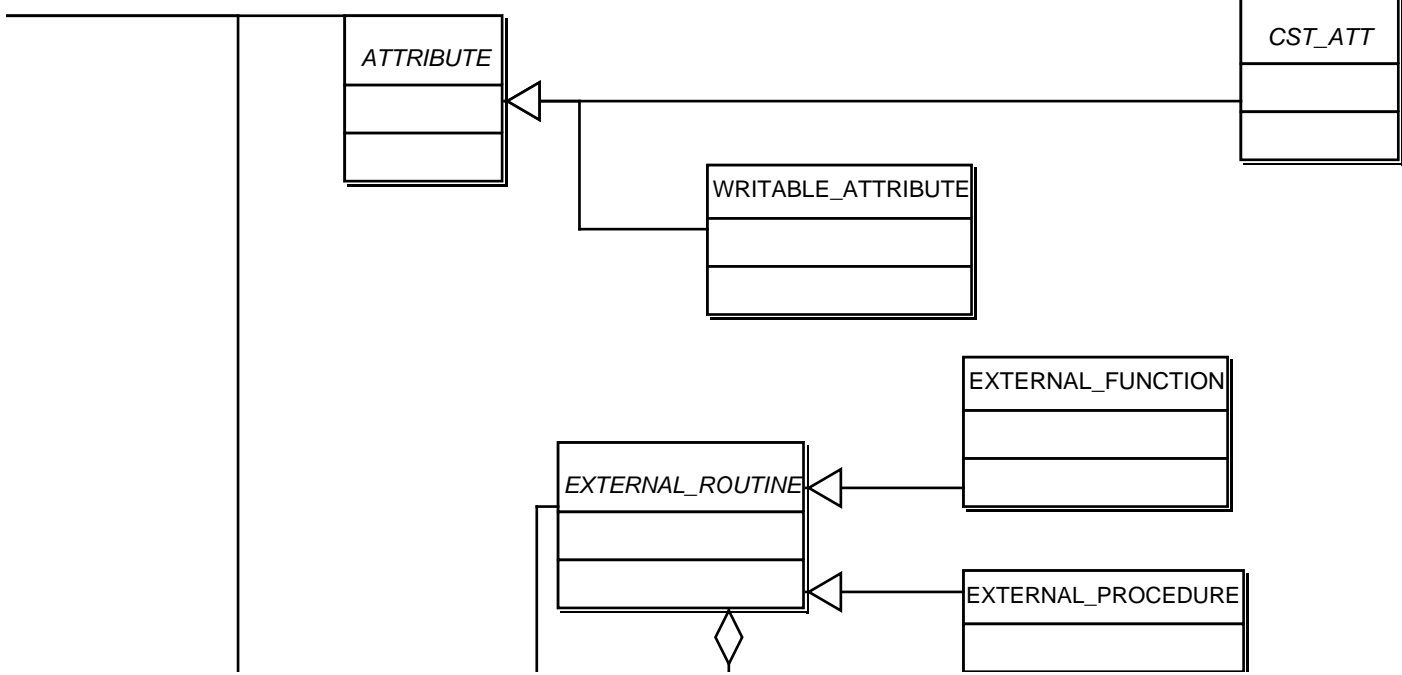 CST_ATT
ATTRIBUTE
WRITABLE_ATTRIBUTE
EXTERNAL_FUNCTION
EXTERNAL_ROUTINE
EXTERNAL_PROCEDURE